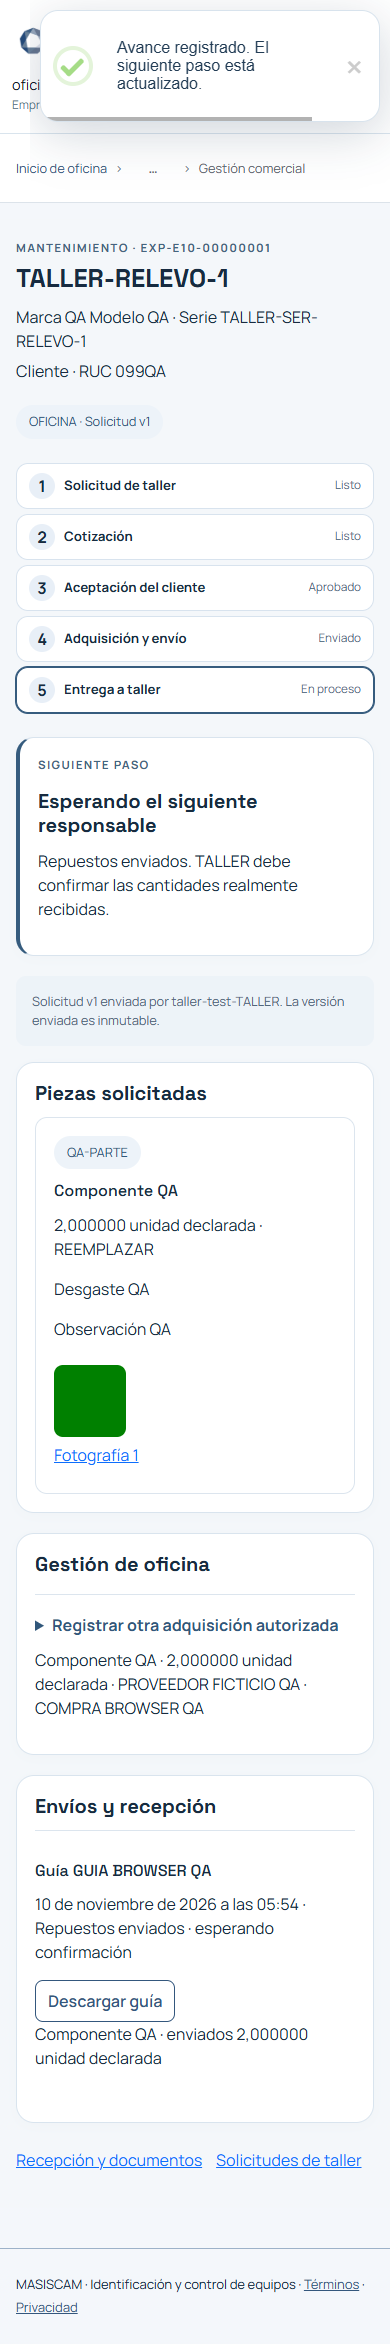 Avance registrado. El
siguiente paso está
actualizado.
×
ofici
Empr
Inicio de oficina › … › Gestión comercial
MANTENIMIENTO · EXP-E10-00000001
TALLER-RELEVO-1
Marca QA Modelo QA · Serie TALLER-SER-
RELEVO-1
Cliente · RUC 099QA
OFICINA · Solicitud v1
1 Solicitud de taller Listo
2 Cotización Listo
3 Aceptación del cliente Aprobado
4 Adquisición y envío Enviado
5 Entrega a taller En proceso
SIGUIENTE PASO
Esperando el siguiente
responsable
Repuestos enviados. TALLER debe
confirmar las cantidades realmente
recibidas.
Solicitud v1 enviada por taller-test-TALLER. La versión
enviada es inmutable.
Piezas solicitadas
QA-PARTE
Componente QA
2,000000 unidad declarada ·
REEMPLAZAR
Desgaste QA
Observación QA
Fotografía 1
Gestión de oficina
Registrar otra adquisición autorizada
Componente QA · 2,000000 unidad
declarada · PROVEEDOR FICTICIO QA ·
COMPRA BROWSER QA
Envíos y recepción
Guía GUIA BROWSER QA
10 de noviembre de 2026 a las 05:54 ·
Repuestos enviados · esperando
confirmación
Descargar guía
Componente QA · enviados 2,000000
unidad declarada
Recepción y documentos Solicitudes de taller
MASISCAM · Identificación y control de equipos · Términos ·
Privacidad